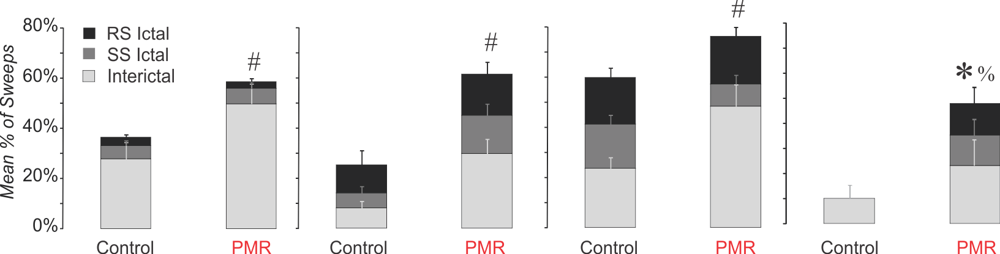 #
80%
RS Ictal
#
SS Ictal
#
* %
60%
Interictal
40%
20%
0%
Mean % of Sweeps
Control PMR Control PMR Control PMR Control PMR